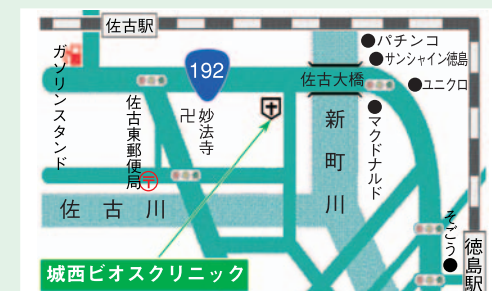 佐古駅
ガソリンスタンド
192
佐古大橋
パチンコ
サンシャイン徳島
ユニクロ
マクドナルド
佐古東郵便局
〒
卍
妙法寺
新町川
佐古川
そごう
徳島駅
城西ビオスクリニック